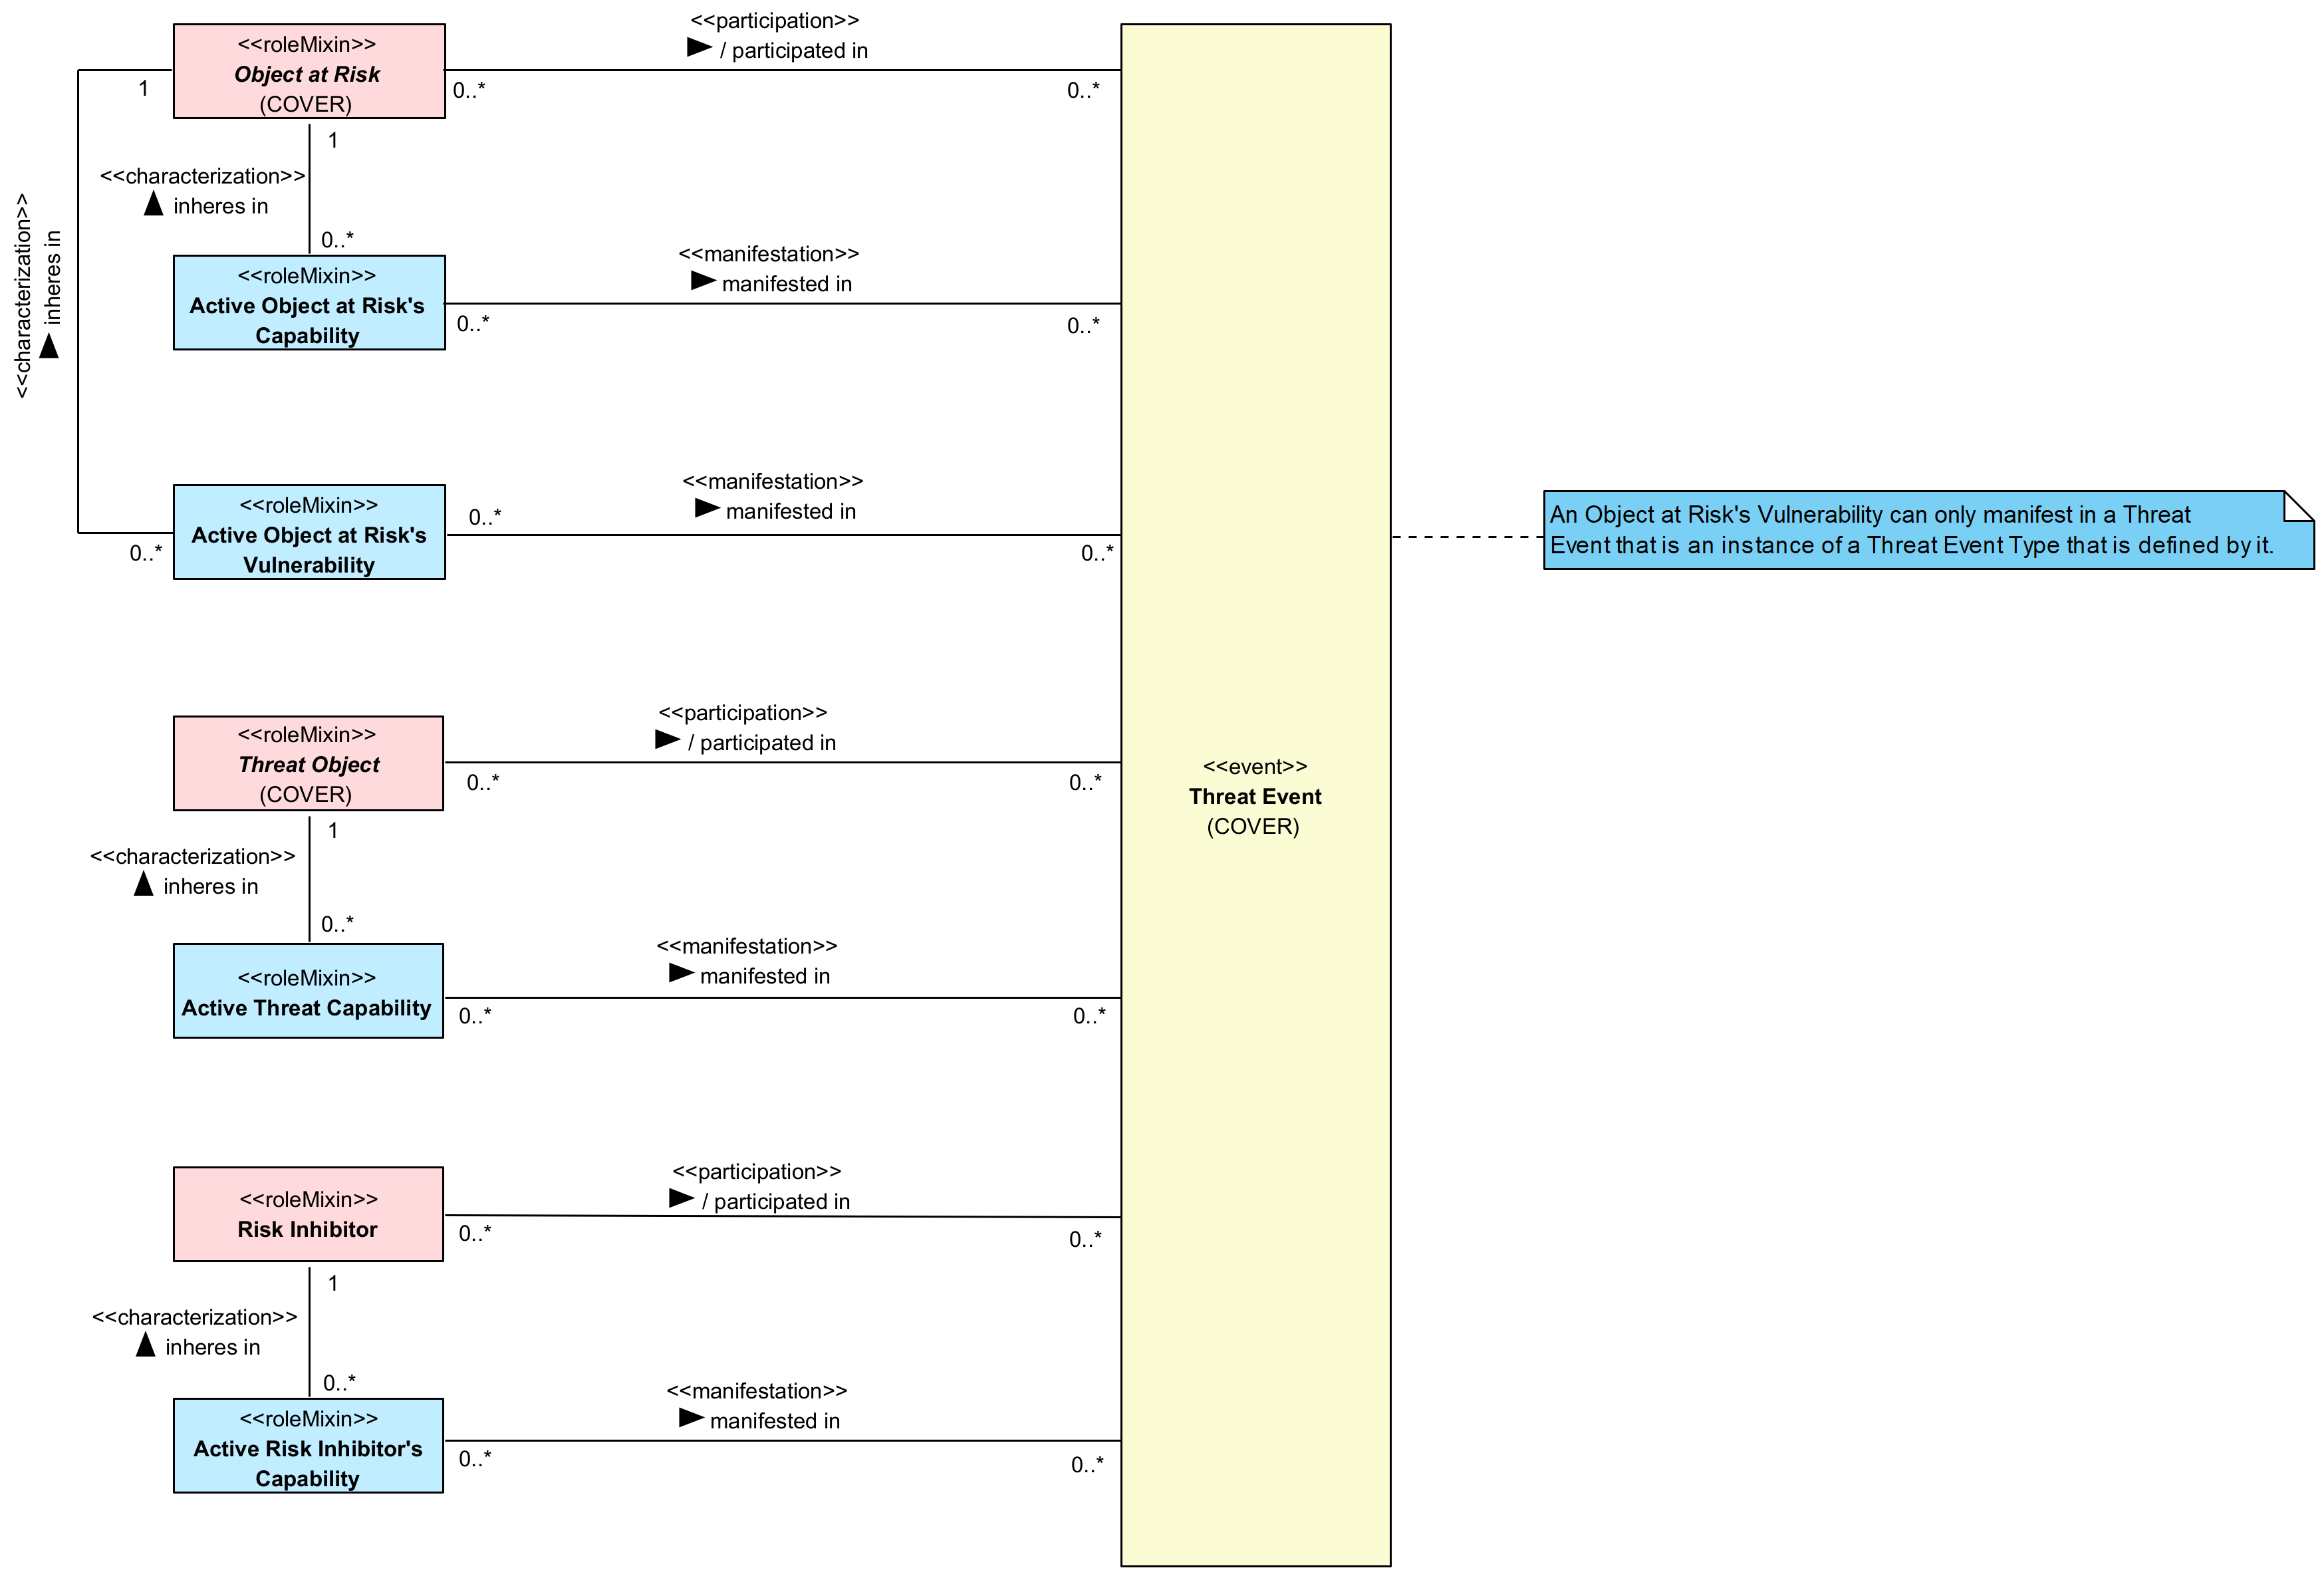 <<participation>>
/ participated in
<<roleMixin>>
Object at Risk
(COVER)
1
0..*
0..*
1
<<characterization>>
inheres in
<<characterization>>
inheres in
0..*
<<roleMixin>>
Active Object at Risk's
Capability
<<manifestation>>
manifested in
0..*
0..*
<<roleMixin>>
Active Object at Risk's
Vulnerability
<<manifestation>>
manifested in
0..*
0..*
0..*
An Object at Risk's Vulnerability can only manifest in a Threat
Event that is an instance of a Threat Event Type that is defined by it.
<<roleMixin>>
Threat Object
(COVER)
<<participation>>
/ participated in
0..*
0..*
<<event>>
Threat Event
(COVER)
1
<<characterization>>
inheres in
0..*
<<roleMixin>>
Active Threat Capability
<<manifestation>>
manifested in
0..*
0..*
<<roleMixin>>
Risk Inhibitor
<<participation>>
/ participated in
0..*
0..*
1
<<characterization>>
inheres in
0..*
<<roleMixin>>
Active Risk Inhibitor's
Capability
<<manifestation>>
manifested in
0..*
0..*